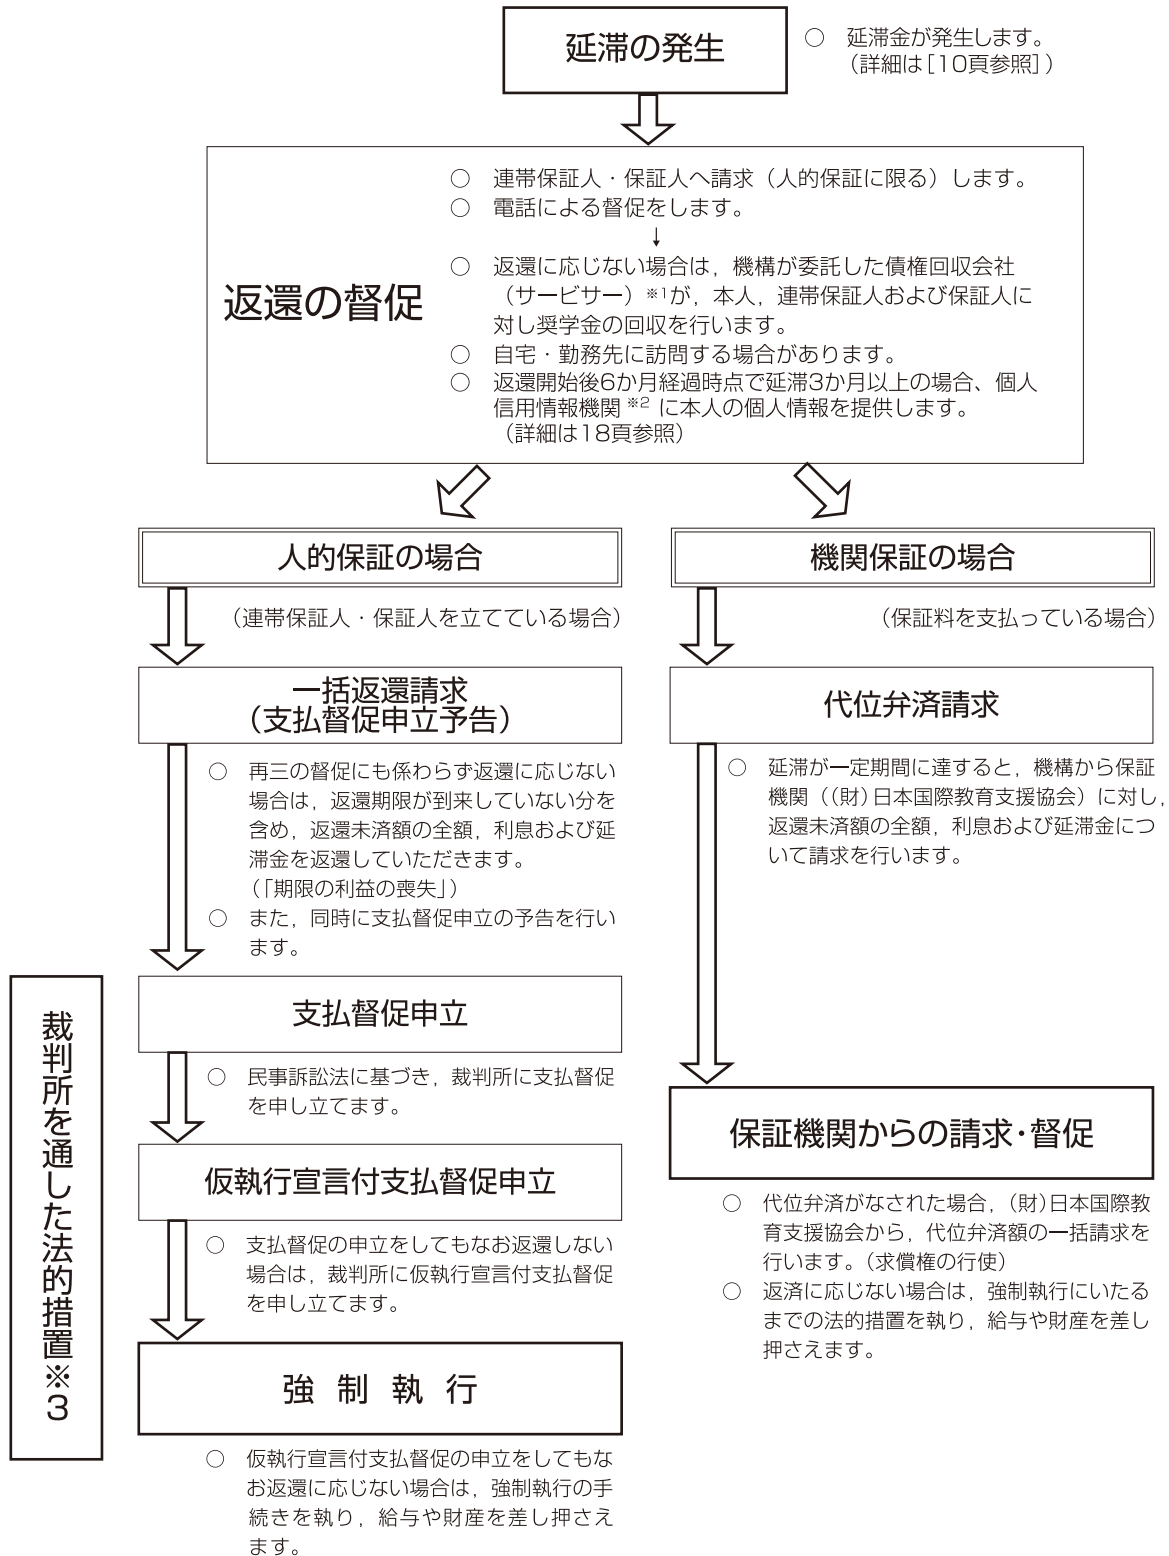 延滞の発生
○ 延滞金が発生します。
（詳細は［10頁参照］）
返還の督促
○ 連帯保証人・保証人へ請求（人的保証に限る）します。
○ 電話による督促をします。
↓
○ 返還に応じない場合は，機構が委託した債権回収会社
（サービサー）※1が，本人，連帯保証人および保証人に
対し奨学金の回収を行います。
○ 自宅・勤務先に訪問する場合があります。
○ 返還開始後6か月経過時点で延滞3か月以上の場合、個人
信用情報機関※2 に本人の個人情報を提供します。
（詳細は18頁参照）
人的保証の場合
（連帯保証人・保証人を立てている場合）
一括返還請求
（支払督促申立予告）
○ 再三の督促にも係わらず返還に応じない
場合は，返還期限が到来していない分を
含め，返還未済額の全額，利息および延
滞金を返還していただきます。
（「期限の利益の喪失」）
○ また，同時に支払督促申立の予告を行い
ます。
裁判所を通した法的措置※3
支払督促申立
○ 民事訴訟法に基づき，裁判所に支払督促
を申し立てます。
仮執行宣言付支払督促申立
○ 支払督促の申立をしてもなお返還しない
場合は，裁判所に仮執行宣言付支払督促
を申し立てます。
強制執行
○ 仮執行宣言付支払督促の申立をしてもな
お返還に応じない場合は，強制執行の手
続きを執り，給与や財産を差し押さえ
ます。
機関保証の場合
（保証料を支払っている場合）
代位弁済請求
○ 延滞が一定期間に達すると，機構から保証
機関（（財）日本国際教育支援協会）に対し，
返還未済額の全額，利息および延滞金につ
いて請求を行います。
保証機関からの請求・督促
○ 代位弁済がなされた場合，（財）日本国際教
育支援協会から，代位弁済額の一括請求を
行います。（求償権の行使）
○ 返済に応じない場合は，強制執行にいたる
までの法的措置を執り，給与や財産を差し
押さえます。